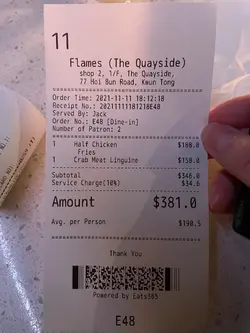 11
Flames (The Quayside)
shop 2, 1/F, The Quayside,
77 Hoi Bun Road, Kwun Tong
Order Time: 2021-11-11 18:12:18
Receipt No.: 20211111181218E48
Served By: Jack
Order No.: E48 [Dine-in]
Number of Patron: 2
1 Half Chicken $188.0
Fries
1 Crab Meat Linguine $158.0
Subtotal $346.0
Service Charge(10%) $34.6
Amount $381.0
Avg. per Person $190.5
Thank You
Powered by Eats365
E48